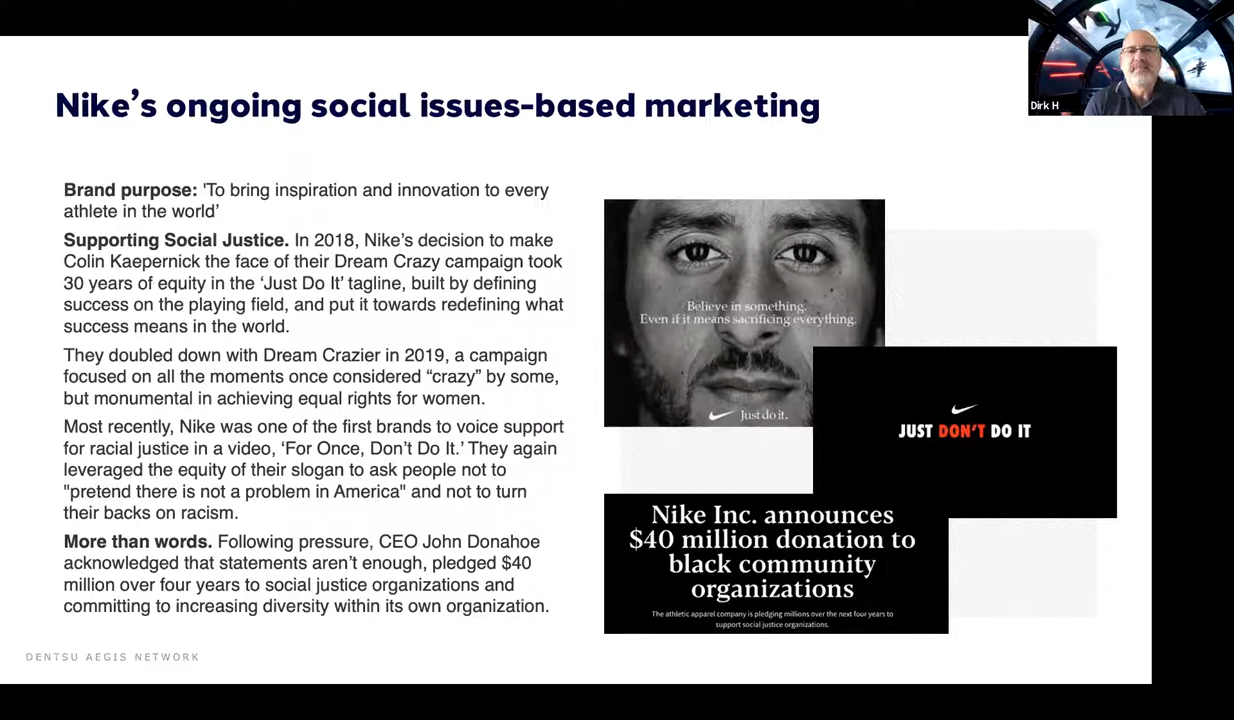 Dirk H
Nike’s ongoing social issues-based marketing
Brand purpose: 'To bring inspiration and innovation to every
athlete in the world’
Supporting Social Justice. In 2018, Nike’s decision to make
Colin Kaepernick the face of their Dream Crazy campaign took
30 years of equity in the ‘Just Do It’ tagline, built by defining
success on the playing field, and put it towards redefining what
success means in the world.
They doubled down with Dream Crazier in 2019, a campaign
focused on all the moments once considered “crazy” by some,
but monumental in achieving equal rights for women.
Most recently, Nike was one of the first brands to voice support
for racial justice in a video, ‘For Once, Don’t Do It.’ They again
leveraged the equity of their slogan to ask people not to
"pretend there is not a problem in America" and not to turn
their backs on racism.
More than words. Following pressure, CEO John Donahoe
acknowledged that statements aren’t enough, pledged $40
million over four years to social justice organizations and
committing to increasing diversity within its own organization.
Believe in something.
Even if it means sacrificing everything.
Just do it.
JUST DON'T DO IT
Nike Inc. announces
$40 million donation to
black community
organizations
The athletic apparel company is pledging millions over the next four years to
support social justice organizations.
DENTSU AEGIS NETWORK